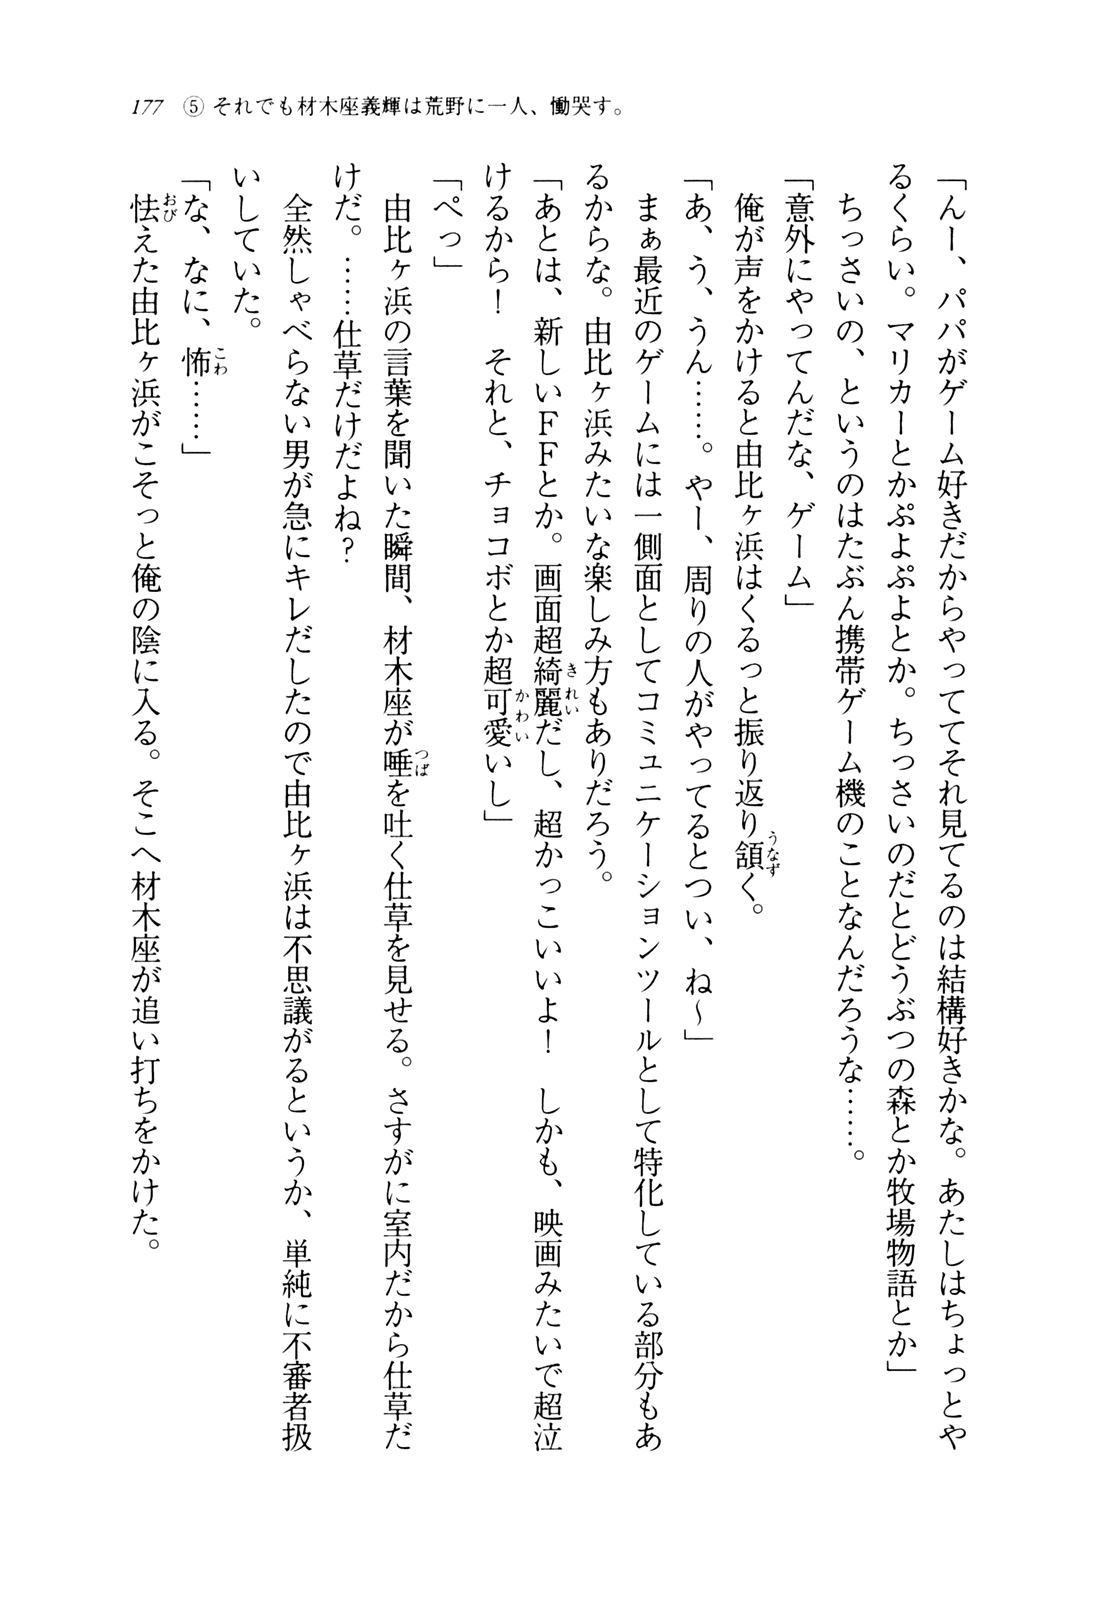 177　⑤ それでも材木座義輝は荒野に一人、慟哭す。
「んー、パパがゲーム好きだからやっててそれ見てるのは結構好きかな。あたしはちょっとや
るくらい。マリカーとかぷよぷよとか。ちっさいのだとどうぶつの森とか牧場物語とか」
　ちっさいの、というのはたぶん携帯ゲーム機のことなんだろうな……。
「意外にやってんだな、ゲーム」
　俺が声をかけると由比ヶ浜はくるっと振り返り頷く。
「あ、う、うん……。やー、周りの人がやってるとつい、ね〜」
　まぁ最近のゲームには一側面としてコミュニケーションツールとして特化している部分もあ
るからな。由比ヶ浜みたいな楽しみ方もありだろう。
「あとは、新しいＦＦとか。画面超綺麗だし、超かっこいいよ！　しかも、映画みたいで超泣
けるから！　それと、チョコボとか超可愛いし」
「ぺっ」
　由比ヶ浜の言葉を聞いた瞬間、材木座が唾を吐く仕草を見せる。さすがに室内だから仕草だ
けだ。……仕草だけだよね？
　全然しゃべらない男が急にキレだしたので由比ヶ浜は不思議がるというか、単純に不審者扱
いしていた。
「な、なに、怖……」
　怯えた由比ヶ浜がこそっと俺の陰に入る。そこへ材木座が追い打ちをかけた。